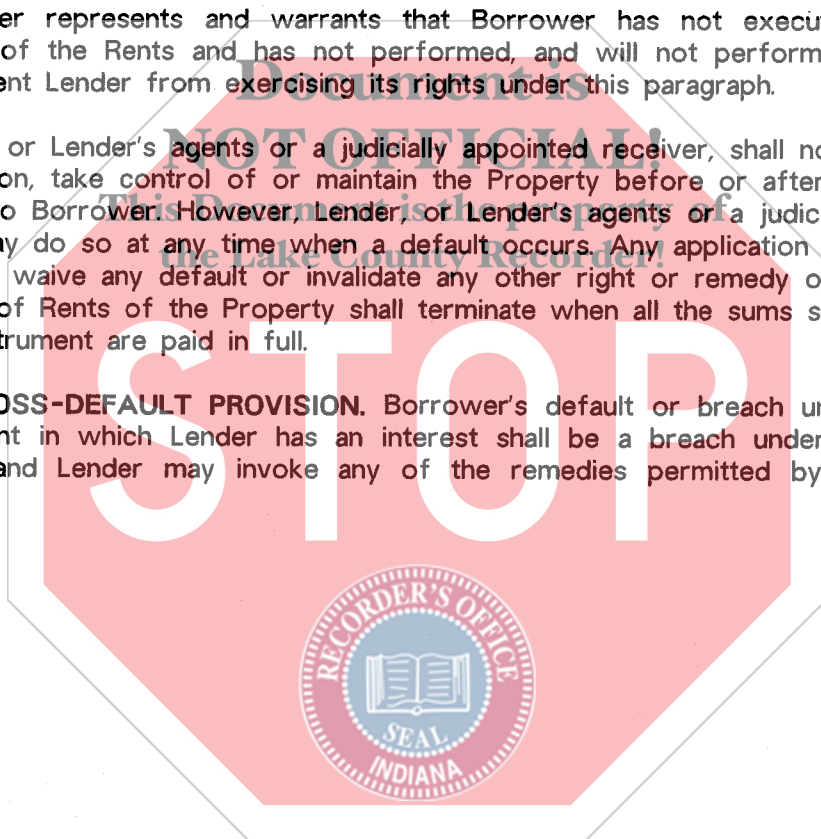 er represents and warrants that Borrower has not execu
of the Rents and has not performed, and will not perform
ent Lender from exercising its rights under this paragraph.
Document is
or Lender's agents or a judicially appointed receiver, shall no
NOT OFFICIAL!
on, take control of or maintain the Property before or after
This Document is the property of
o Borrower. However, Lender, or Lender's agents or a judic
y do so at any time when a default occurs. Any application
the Lake County Recorder!
waive any default or invalidate any other right or remedy o
of Rents of the Property shall terminate when all the sums s
trument are paid in full.
STOP
OSS-DEFAULT PROVISION. Borrower's default or breach u
nt in which Lender has an interest shall be a breach under
and Lender may invoke any of the remedies permitted by
RECORDER'S OFFICE
SEAL
INDIANA